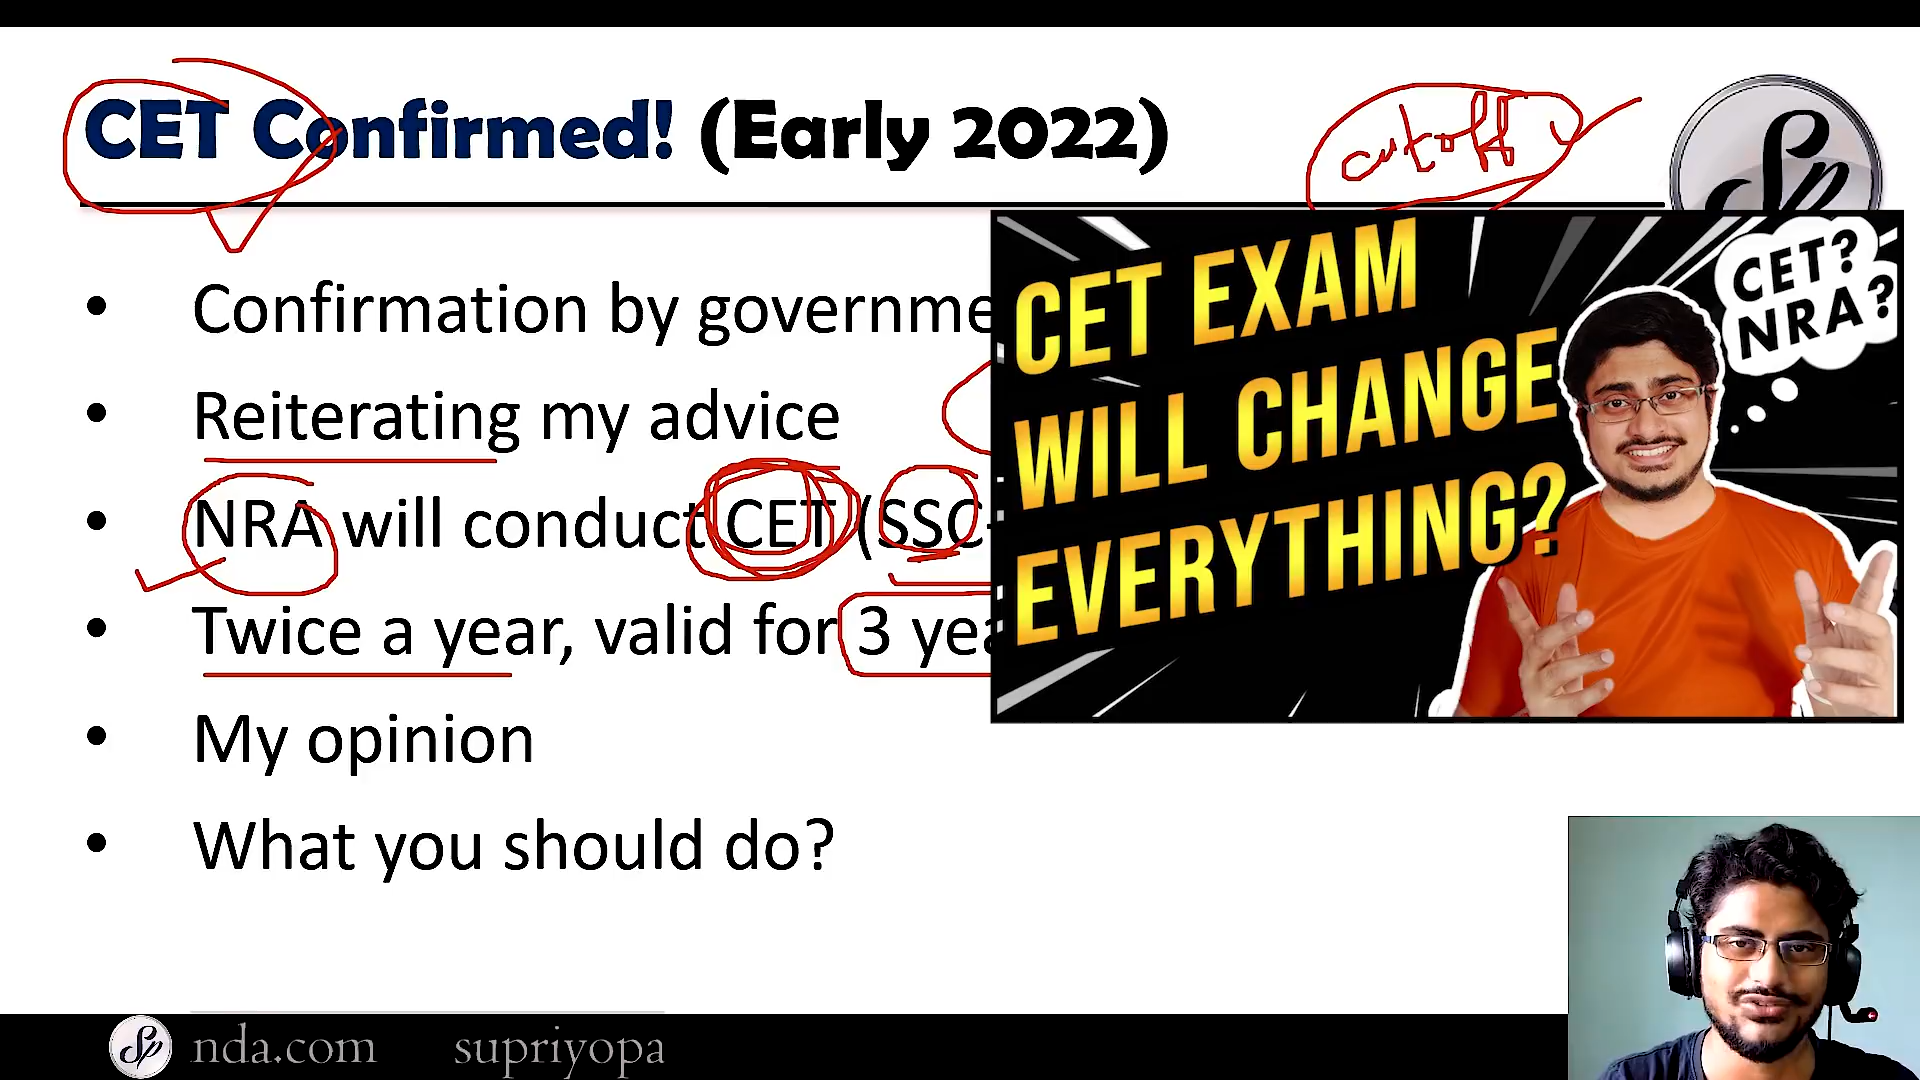 CET Confirmed! (Early 2022)
cutoff
Sp
• Confirmation by governme
• Reiterating my advice
• NRA will conduct CET (SSC-
• Twice a year, valid for 3 yea
• My opinion
• What you should do?
CET EXAM
WILL CHANGE
EVERYTHING?
CET?
NRA?
Sp
nda.com supriyopa